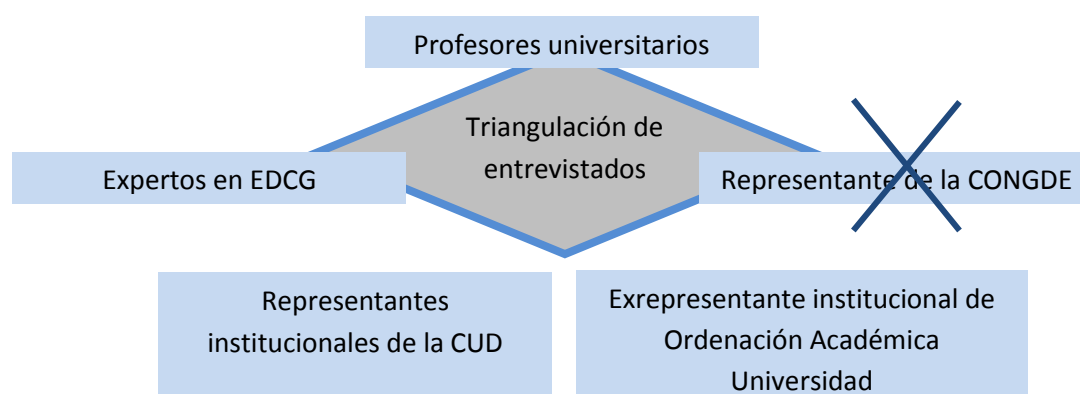 Profesores universitarios
Triangulación de
entrevistados
Expertos en EDCG
Representante de la CONGDE
Representantes
institucionales de la CUD
Exrepresentante institucional de
Ordenación Académica
Universidad